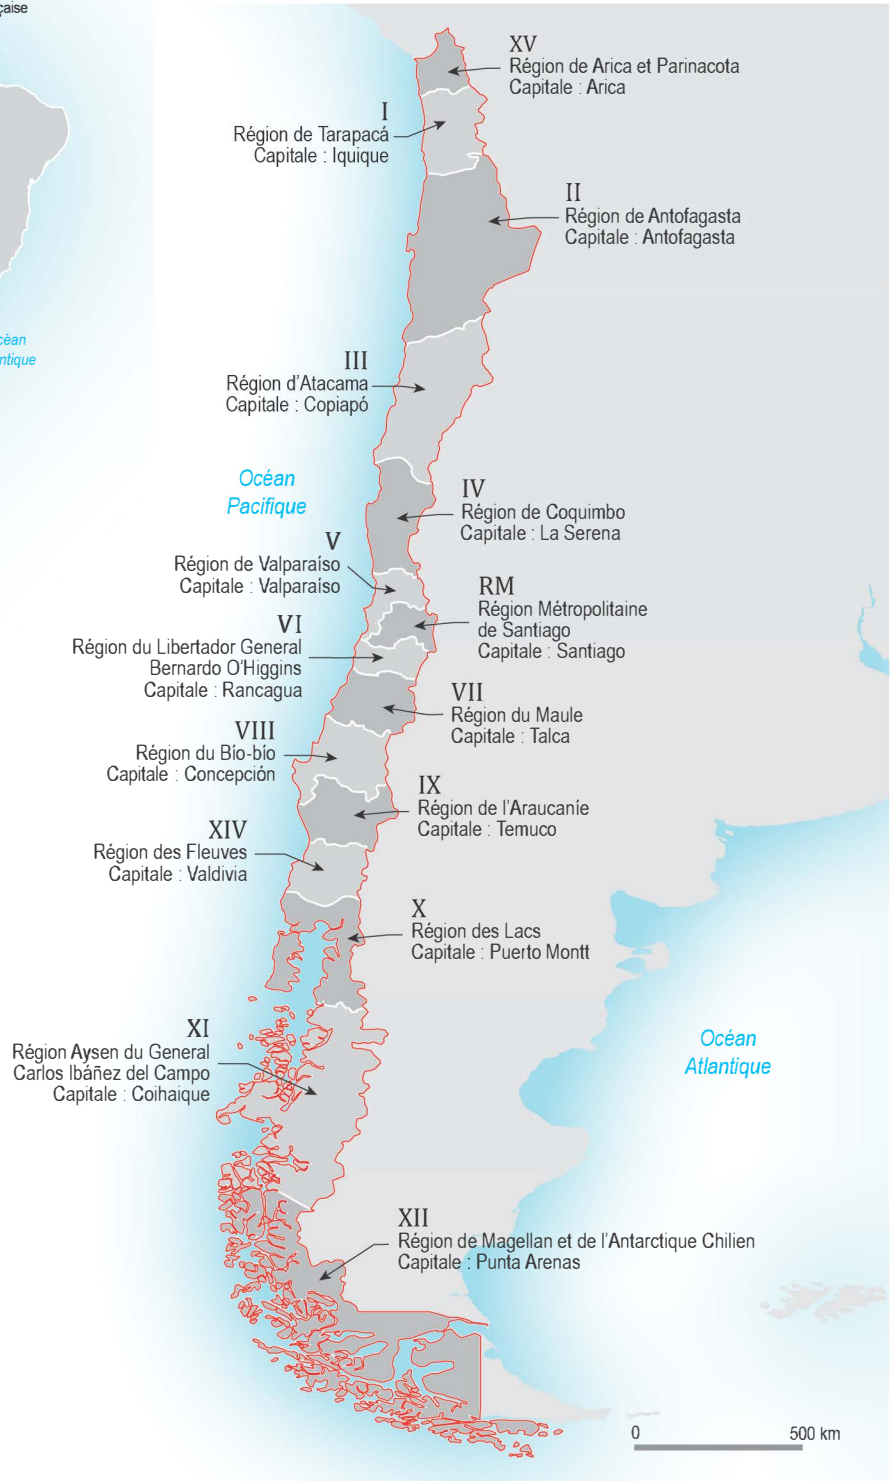 XV
Région de Arica et Parinacota
Capitale : Arica
I
Région de Tarapacá
Capitale : Iquique
II
Région de Antofagasta
Capitale : Antofagasta
III
Région d'Atacama
Capitale : Copiapó
Océan
Pacifique
IV
Région de Coquimbo
Capitale : La Serena
V
Région de Valparaíso
Capitale : Valparaíso
RM
Région Métropolitaine
de Santiago
Capitale : Santiago
VI
Région du Libertador General
Bernardo O'Higgins
Capitale : Rancagua
VII
Région du Maule
Capitale : Talca
VIII
Région du Bío-bío
Capitale : Concepción
IX
Région de l'Araucaníe
Capitale : Temuco
XIV
Région des Fleuves
Capitale : Valdivia
X
Région des Lacs
Capitale : Puerto Montt
XI
Région Aysen du General
Carlos Ibáñez del Campo
Capitale : Coihaique
Océan
Atlantique
XII
Région de Magellan et de l'Antarctique Chilien
Capitale : Punta Arenas
0 500 km